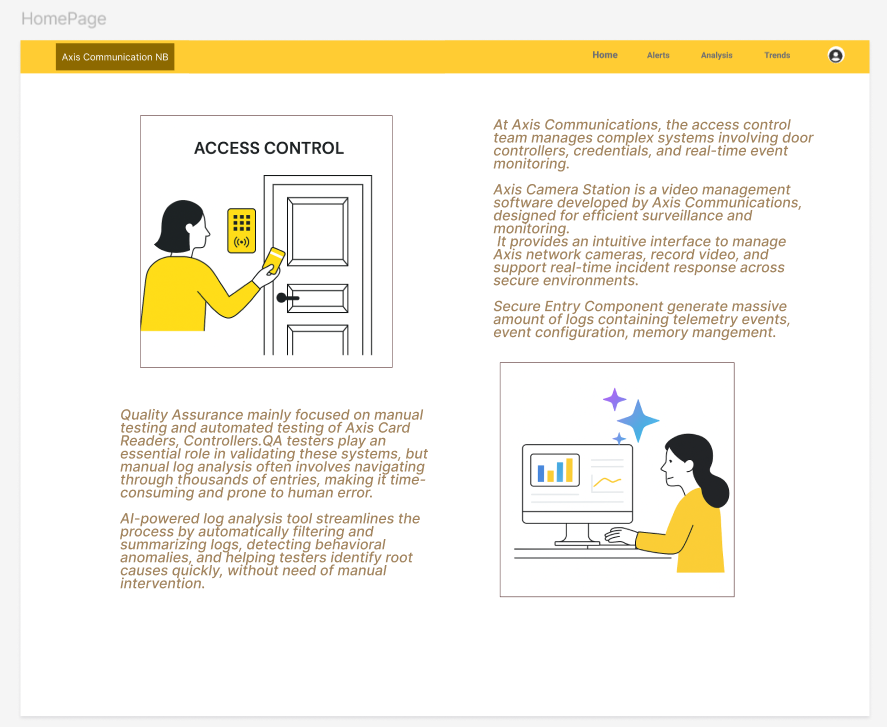 HomePage
Axis Communication NB
Home
Alerts
Analysis
Trends
ACCESS CONTROL
At Axis Communications, the access control
team manages complex systems involving door
controllers, credentials, and real-time event
monitoring.
Axis Camera Station is a video management
software developed by Axis Communications,
designed for efficient surveillance and
monitoring.
It provides an intuitive interface to manage
Axis network cameras, record video, and
support real-time incident response across
secure environments.
Secure Entry Component generate massive
amount of logs containing telemetry events,
event configuration, memory mangement.
Quality Assurance mainly focused on manual
testing and automated testing of Axis Card
Readers, Controllers.QA testers play an
essential role in validating these systems, but
manual log analysis often involves navigating
through thousands of entries, making it time-
consuming and prone to human error.
AI-powered log analysis tool streamlines the
process by automatically filtering and
summarizing logs, detecting behavioral
anomalies, and helping testers identify root
causes quickly, without need of manual
intervention.